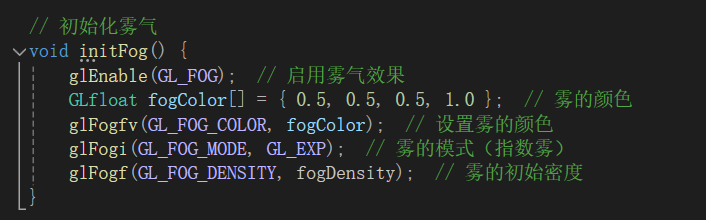 // 初始化雾气
void initFog() {
glEnable(GL_FOG);  // 启用雾气效果
GLfloat fogColor[] = { 0.5, 0.5, 0.5, 1.0 };  // 雾的颜色
glFogfv(GL_FOG_COLOR, fogColor);  // 设置雾的颜色
glFogi(GL_FOG_MODE, GL_EXP);  // 雾的模式（指数雾）
glFogf(GL_FOG_DENSITY, fogDensity);  // 雾的初始密度
}